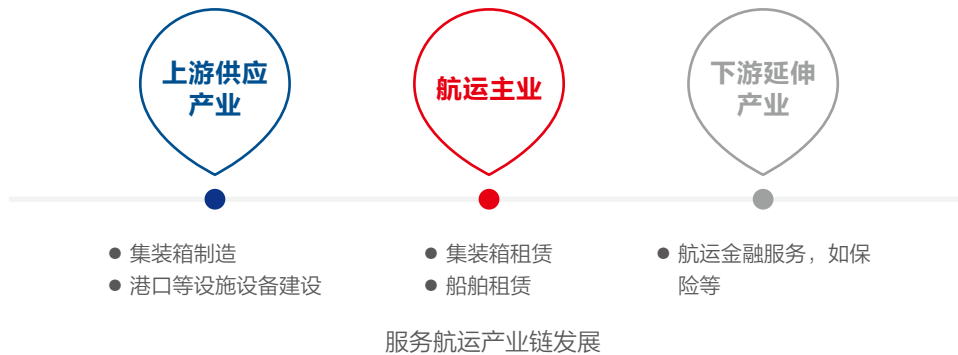 上游供应
产业
航运主业
下游延伸
产业
● 集装箱制造
● 港口等设施设备建设
● 集装箱租赁
● 船舶租赁
● 航运金融服务，如保
险等
服务航运产业链发展